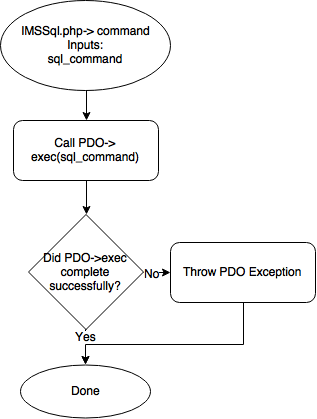 IMSSql.php-> command
Inputs:
sql_command
Call PDO->
exec(sql_command)
Did PDO->exec
complete
successfully?
No
Throw PDO Exception
Yes
Done